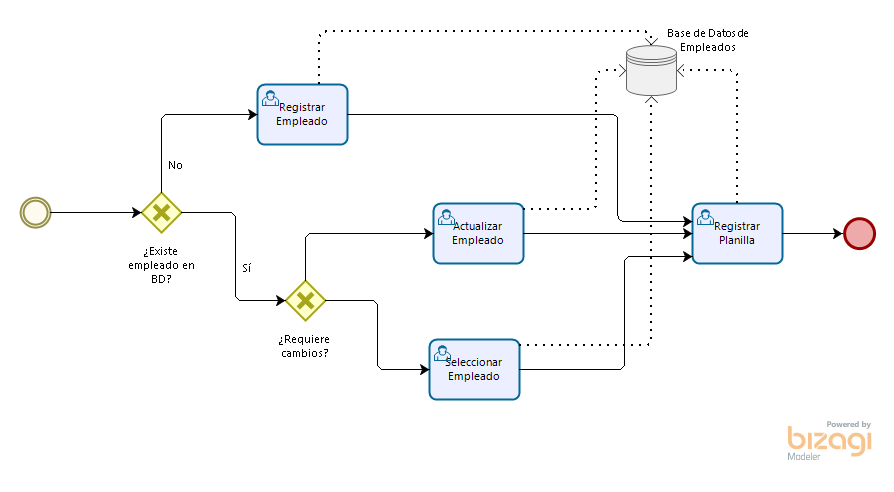 Base de Datos de
Empleados
Registrar
Empleado
No
Actualizar
Empleado
Registrar
Planilla
¿Existe
empleado en
BD?
Sí
¿Requiere
cambios?
Seleccionar
Empleado
Powered by
bizagi
Modeler